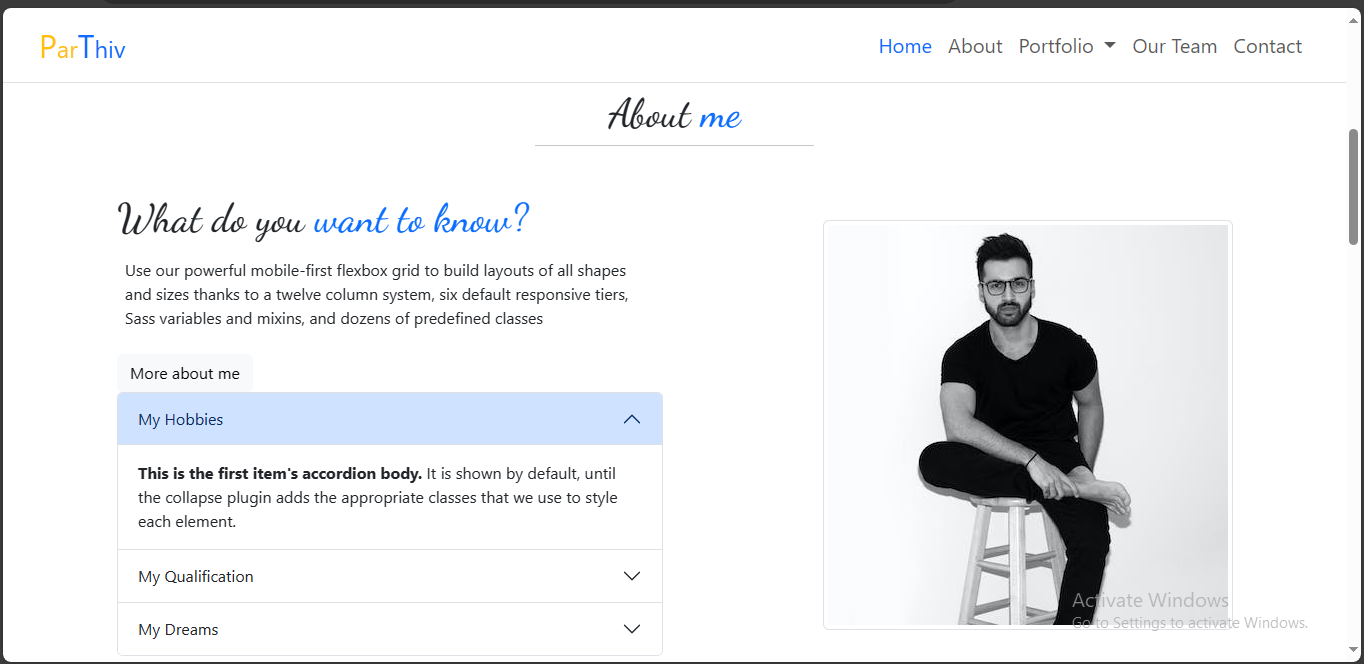 ParThiv
Home About Portfolio Our Team Contact
About me
What do you want to know?
Use our powerful mobile-first flexbox grid to build layouts of all shapes
and sizes thanks to a twelve column system, six default responsive tiers,
Sass variables and mixins, and dozens of predefined classes
More about me
My Hobbies
This is the first item's accordion body. It is shown by default, until
the collapse plugin adds the appropriate classes that we use to style
each element.
My Qualification
My Dreams
Activate Windows
Go to Settings to activate Windows.